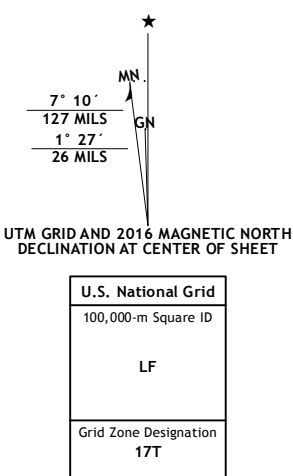 MN
7° 10´
127 MILS
GN
1° 27´
26 MILS
UTM GRID AND 2016 MAGNETIC NORTH
DECLINATION AT CENTER OF SHEET
U.S. National Grid
100,000-m Square ID
LF
Grid Zone Designation
17T